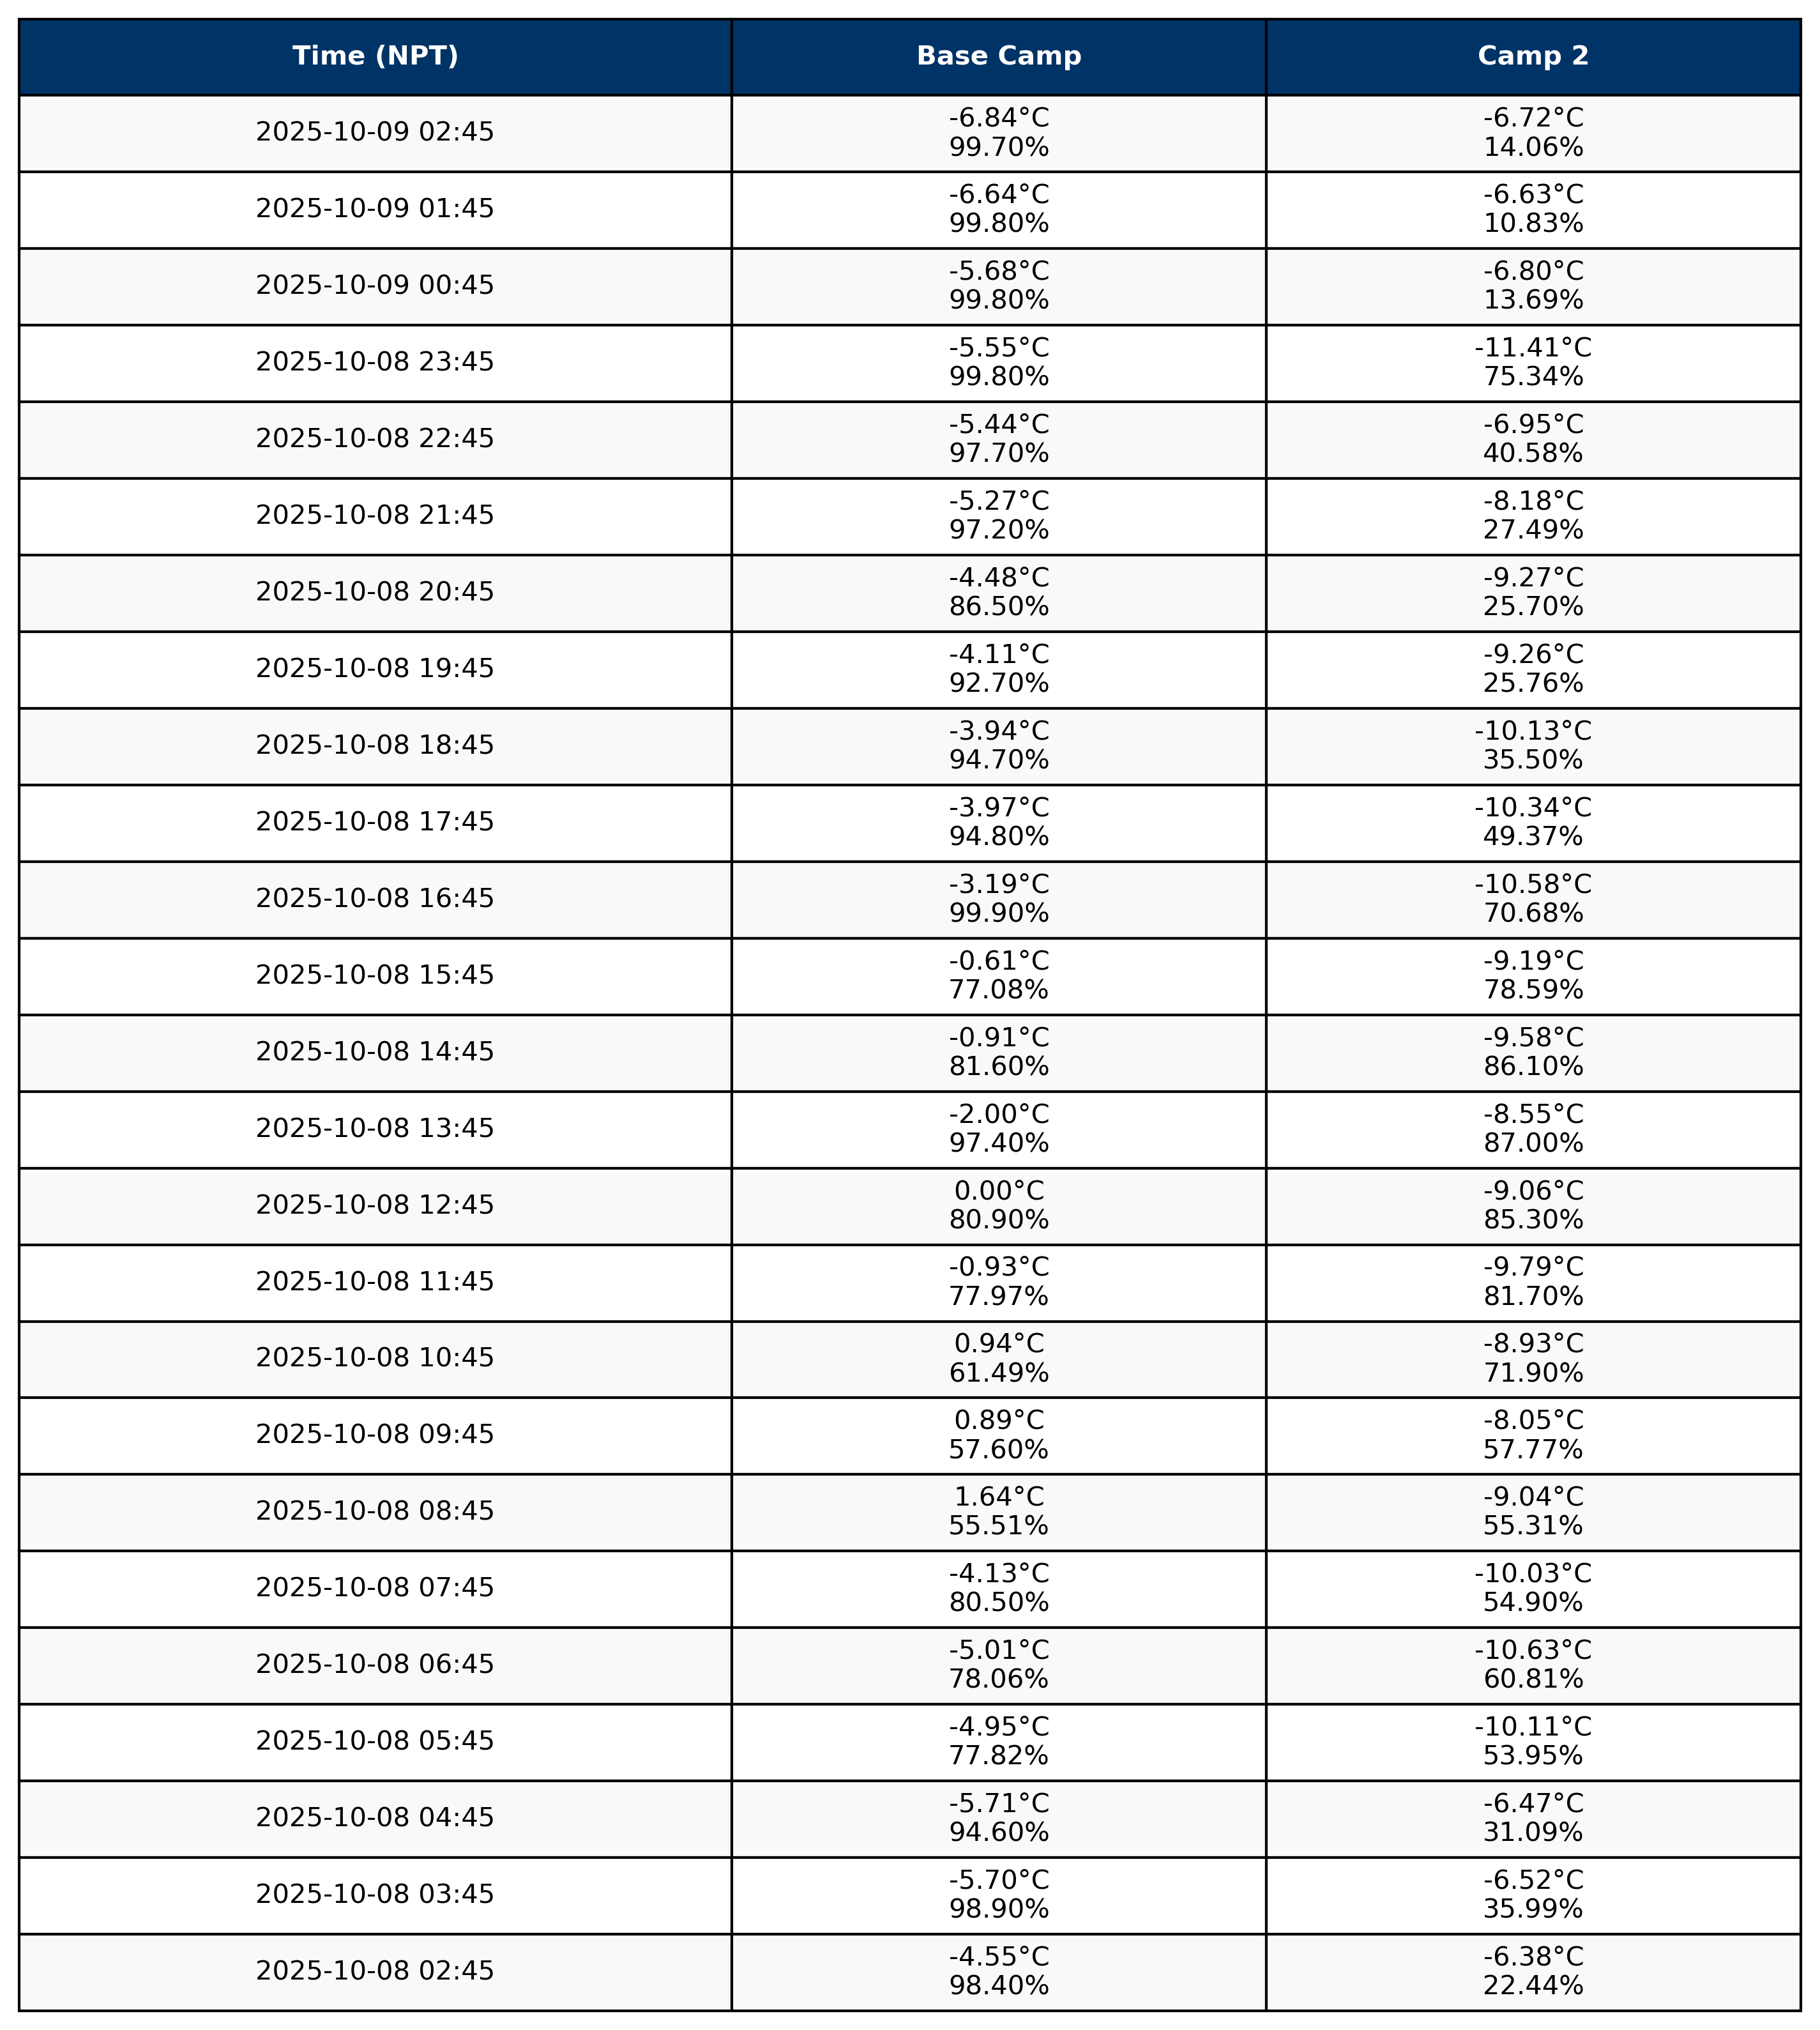 Time (NPT) Base Camp Camp 2
2025-10-09 02:45 -6.84°C -6.72°C
99.70% 14.06%
2025-10-09 01:45 -6.64°C -6.63°C
99.80% 10.83%
2025-10-09 00:45 -5.68°C -6.80°C
99.80% 13.69%
2025-10-08 23:45 -5.55°C -11.41°C
99.80% 75.34%
2025-10-08 22:45 -5.44°C -6.95°C
97.70% 40.58%
2025-10-08 21:45 -5.27°C -8.18°C
97.20% 27.49%
2025-10-08 20:45 -4.48°C -9.27°C
86.50% 25.70%
2025-10-08 19:45 -4.11°C -9.26°C
92.70% 25.76%
2025-10-08 18:45 -3.94°C -10.13°C
94.70% 35.50%
2025-10-08 17:45 -3.97°C -10.34°C
94.80% 49.37%
2025-10-08 16:45 -3.19°C -10.58°C
99.90% 70.68%
2025-10-08 15:45 -0.61°C -9.19°C
77.08% 78.59%
2025-10-08 14:45 -0.91°C -9.58°C
81.60% 86.10%
2025-10-08 13:45 -2.00°C -8.55°C
97.40% 87.00%
2025-10-08 12:45 0.00°C -9.06°C
80.90% 85.30%
2025-10-08 11:45 -0.93°C -9.79°C
77.97% 81.70%
2025-10-08 10:45 0.94°C -8.93°C
61.49% 71.90%
2025-10-08 09:45 0.89°C -8.05°C
57.60% 57.77%
2025-10-08 08:45 1.64°C -9.04°C
55.51% 55.31%
2025-10-08 07:45 -4.13°C -10.03°C
80.50% 54.90%
2025-10-08 06:45 -5.01°C -10.63°C
78.06% 60.81%
2025-10-08 05:45 -4.95°C -10.11°C
77.82% 53.95%
2025-10-08 04:45 -5.71°C -6.47°C
94.60% 31.09%
2025-10-08 03:45 -5.70°C -6.52°C
98.90% 35.99%
2025-10-08 02:45 -4.55°C -6.38°C
98.40% 22.44%